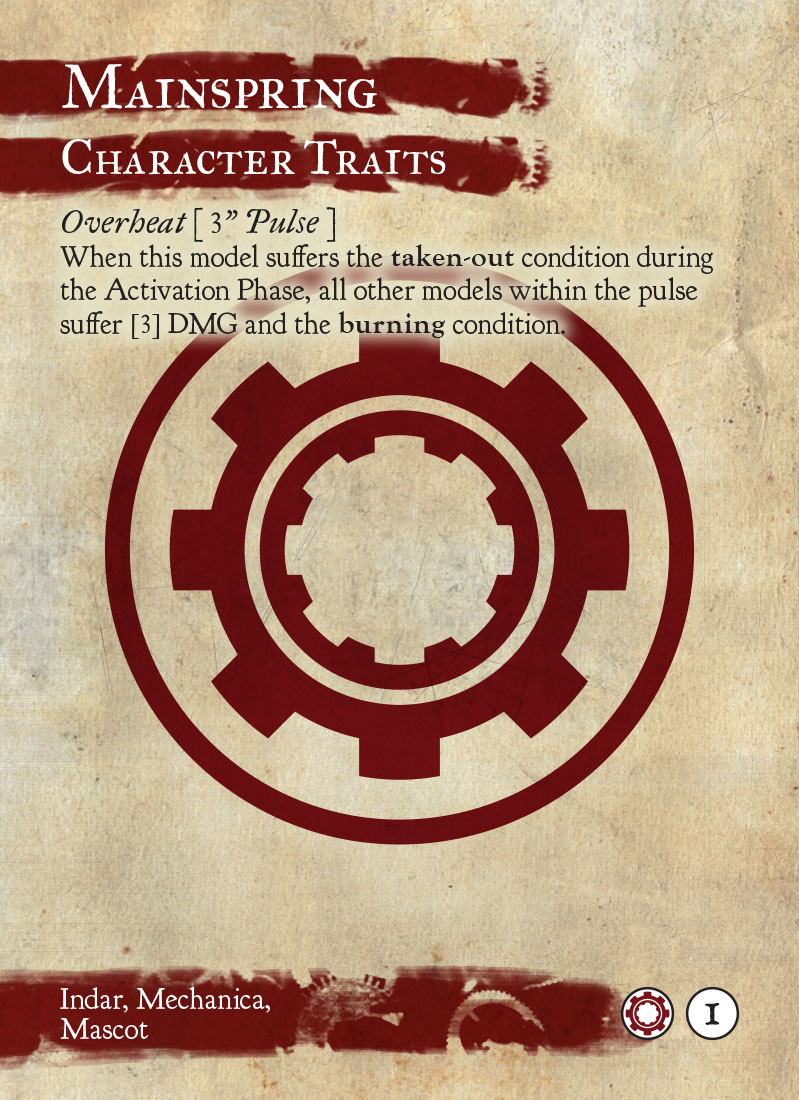 Mainspring
Character Traits
Overheat [ 3” Pulse ]
When this model suffers the taken-out condition during
the Activation Phase, all other models within the pulse
suffer [3] DMG and the burning condition.
Indar, Mechanica,
Mascot
1